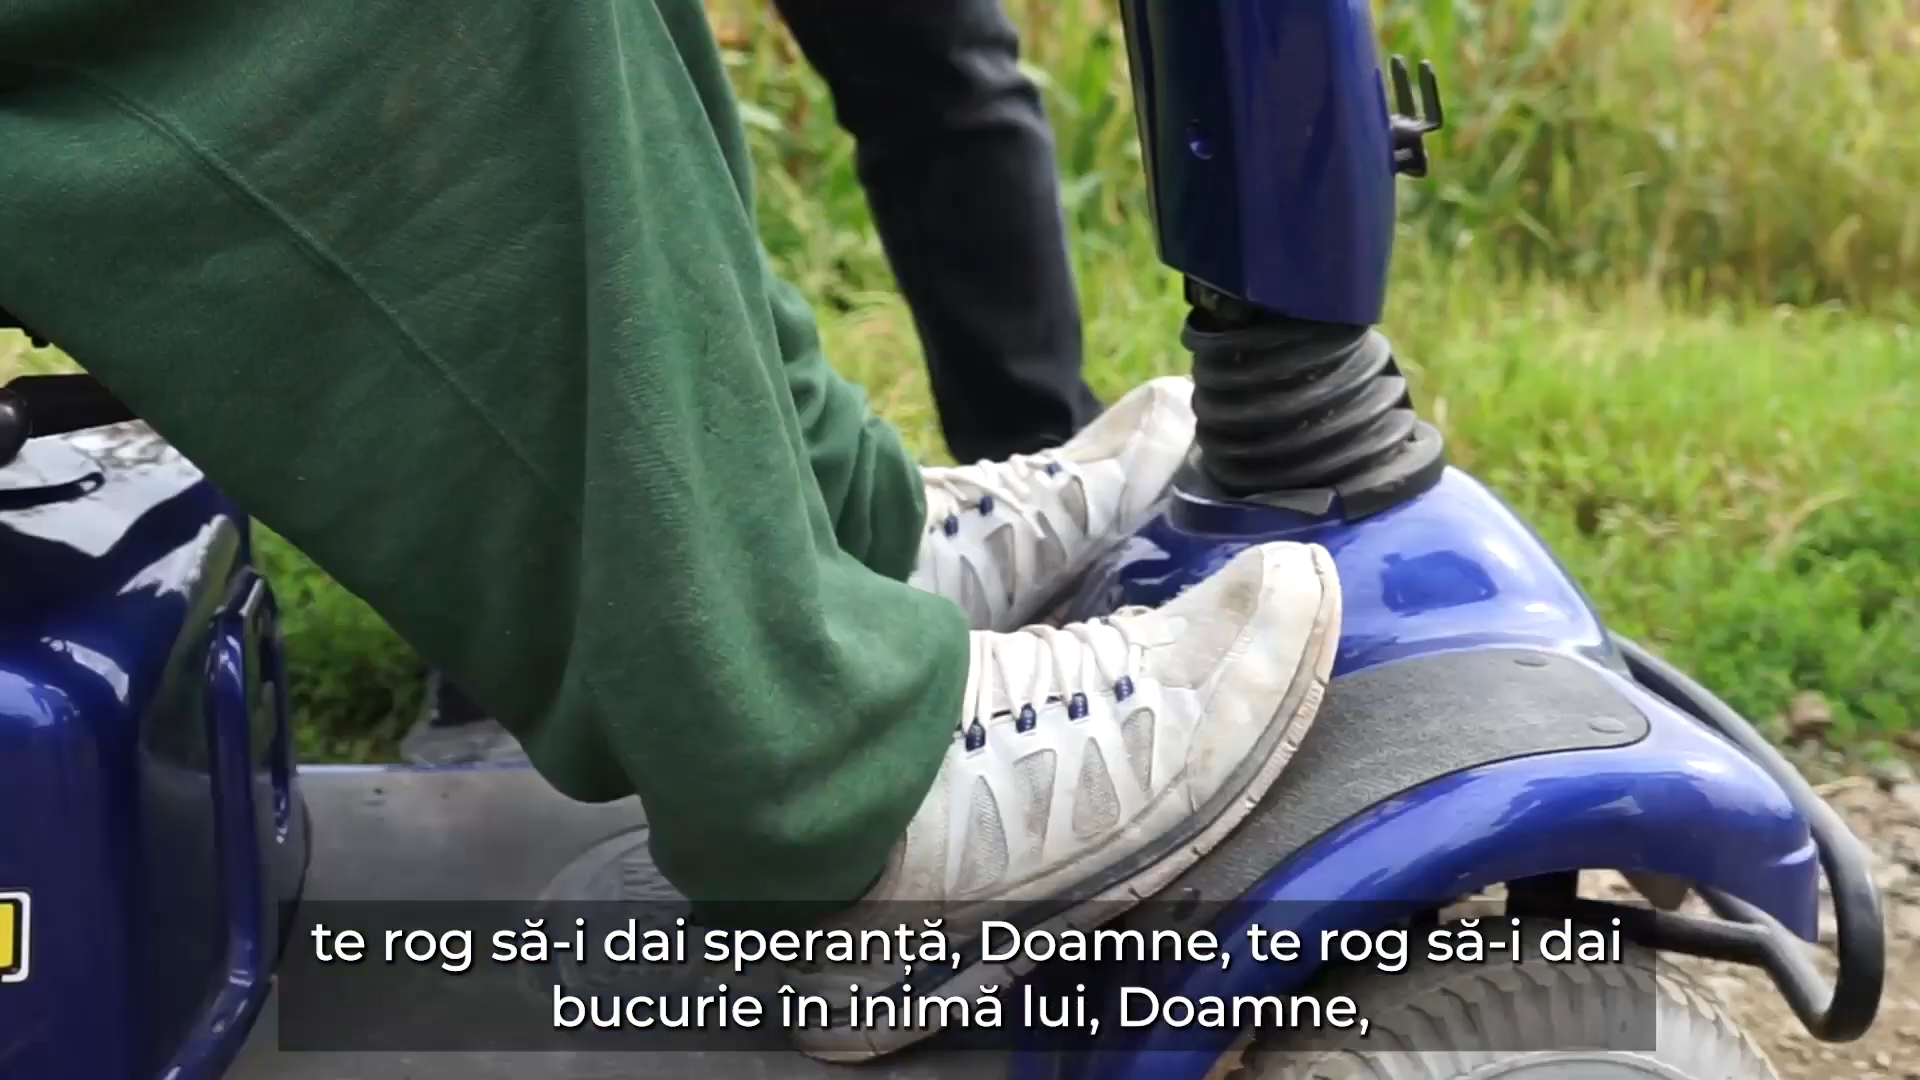 te rog să-i dai speranță, Doamne, te rog să-i dai
bucurie în inimă lui, Doamne,